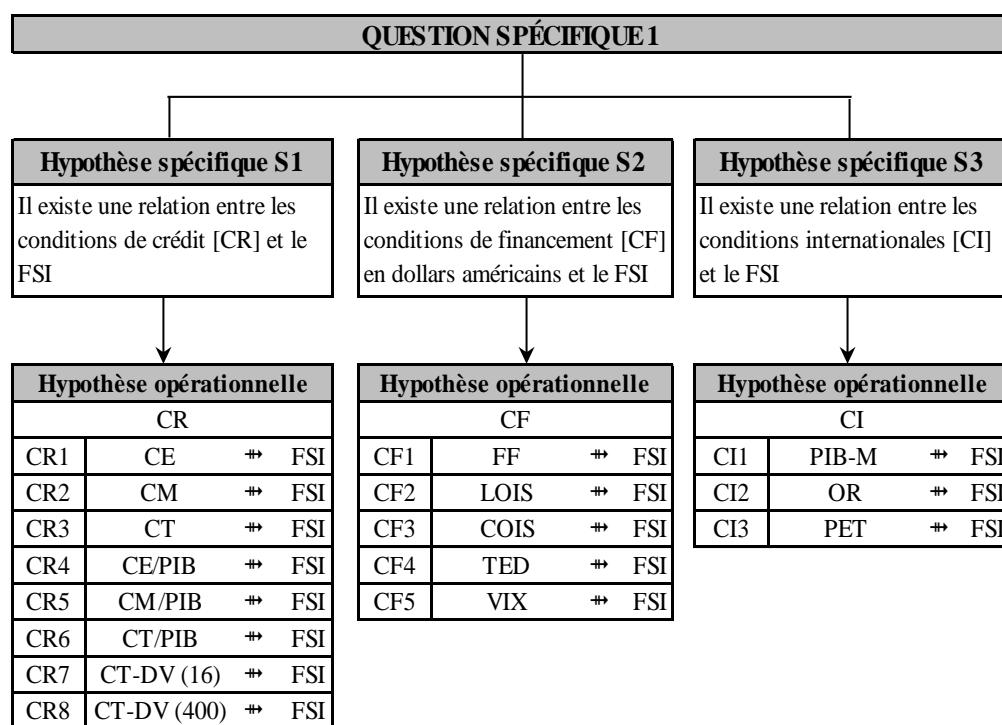 QUESTION SPÉCIFIQUE 1
Hypothèse spécifique S1
Il existe une relation entre les
conditions de crédit [CR] et le
FSI
Hypothèse spécifique S2
Il existe une relation entre les
conditions de financement [CF]
en dollars américains et le FSI
Hypothèse spécifique S3
Il existe une relation entre les
conditions internationales [CI]
et le FSI
Hypothèse opérationnelle
CR
CR1 CE ⇻ FSI
CR2 CM ⇻ FSI
CR3 CT ⇻ FSI
CR4 CE/PIB ⇻ FSI
CR5 CM/PIB ⇻ FSI
CR6 CT/PIB ⇻ FSI
CR7 CT-DV (16) ⇻ FSI
CR8 CT-DV (400) ⇻ FSI
Hypothèse opérationnelle
CF
CF1 FF ⇻ FSI
CF2 LOIS ⇻ FSI
CF3 COIS ⇻ FSI
CF4 TED ⇻ FSI
CF5 VIX ⇻ FSI
Hypothèse opérationnelle
CI
CI1 PIB-M ⇻ FSI
CI2 OR ⇻ FSI
CI3 PET ⇻ FSI